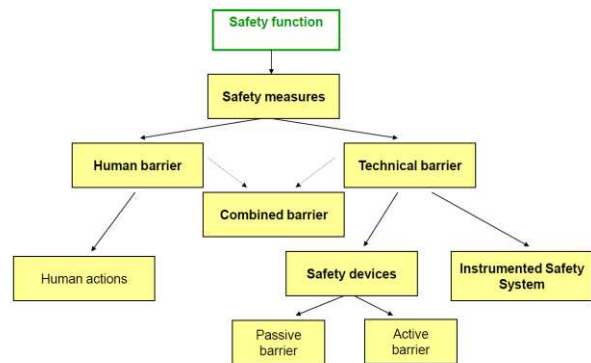 Safety function
Safety measures
Human barrier
Technical barrier
Combined barrier
Human actions
Safety devices
Instrumented Safety
System
Passive
barrier
Active
barrier